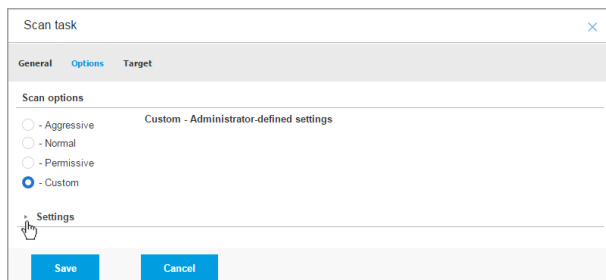 Scan task
General Options Target
Scan options
- Aggressive
Custom - Administrator-defined settings
- Normal
- Permissive
- Custom
Settings
Save Cancel